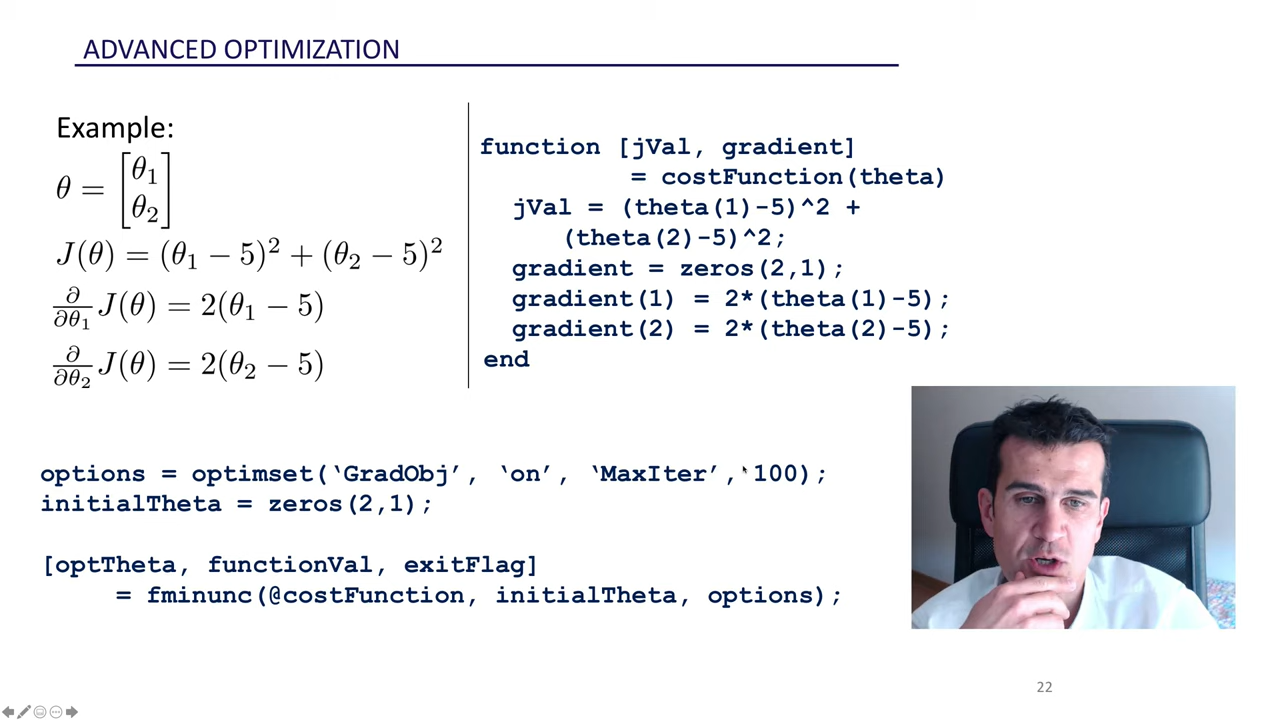 ADVANCED OPTIMIZATION
Example:
θ = [θ₁
θ₂]
J(θ) = (θ₁ − 5)² + (θ₂ − 5)²
∂/∂θ₁ J(θ) = 2(θ₁ − 5)
∂/∂θ₂ J(θ) = 2(θ₂ − 5)
function [jVal, gradient]
= costFunction(theta)
jVal = (theta(1)-5)^2 +
(theta(2)-5)^2;
gradient = zeros(2,1);
gradient(1) = 2*(theta(1)-5);
gradient(2) = 2*(theta(2)-5);
end
options = optimset(‘GradObj’, ‘on’, ‘MaxIter’, ‘100);
initialTheta = zeros(2,1);
[optTheta, functionVal, exitFlag]
= fminunc(@costFunction, initialTheta, options);
22